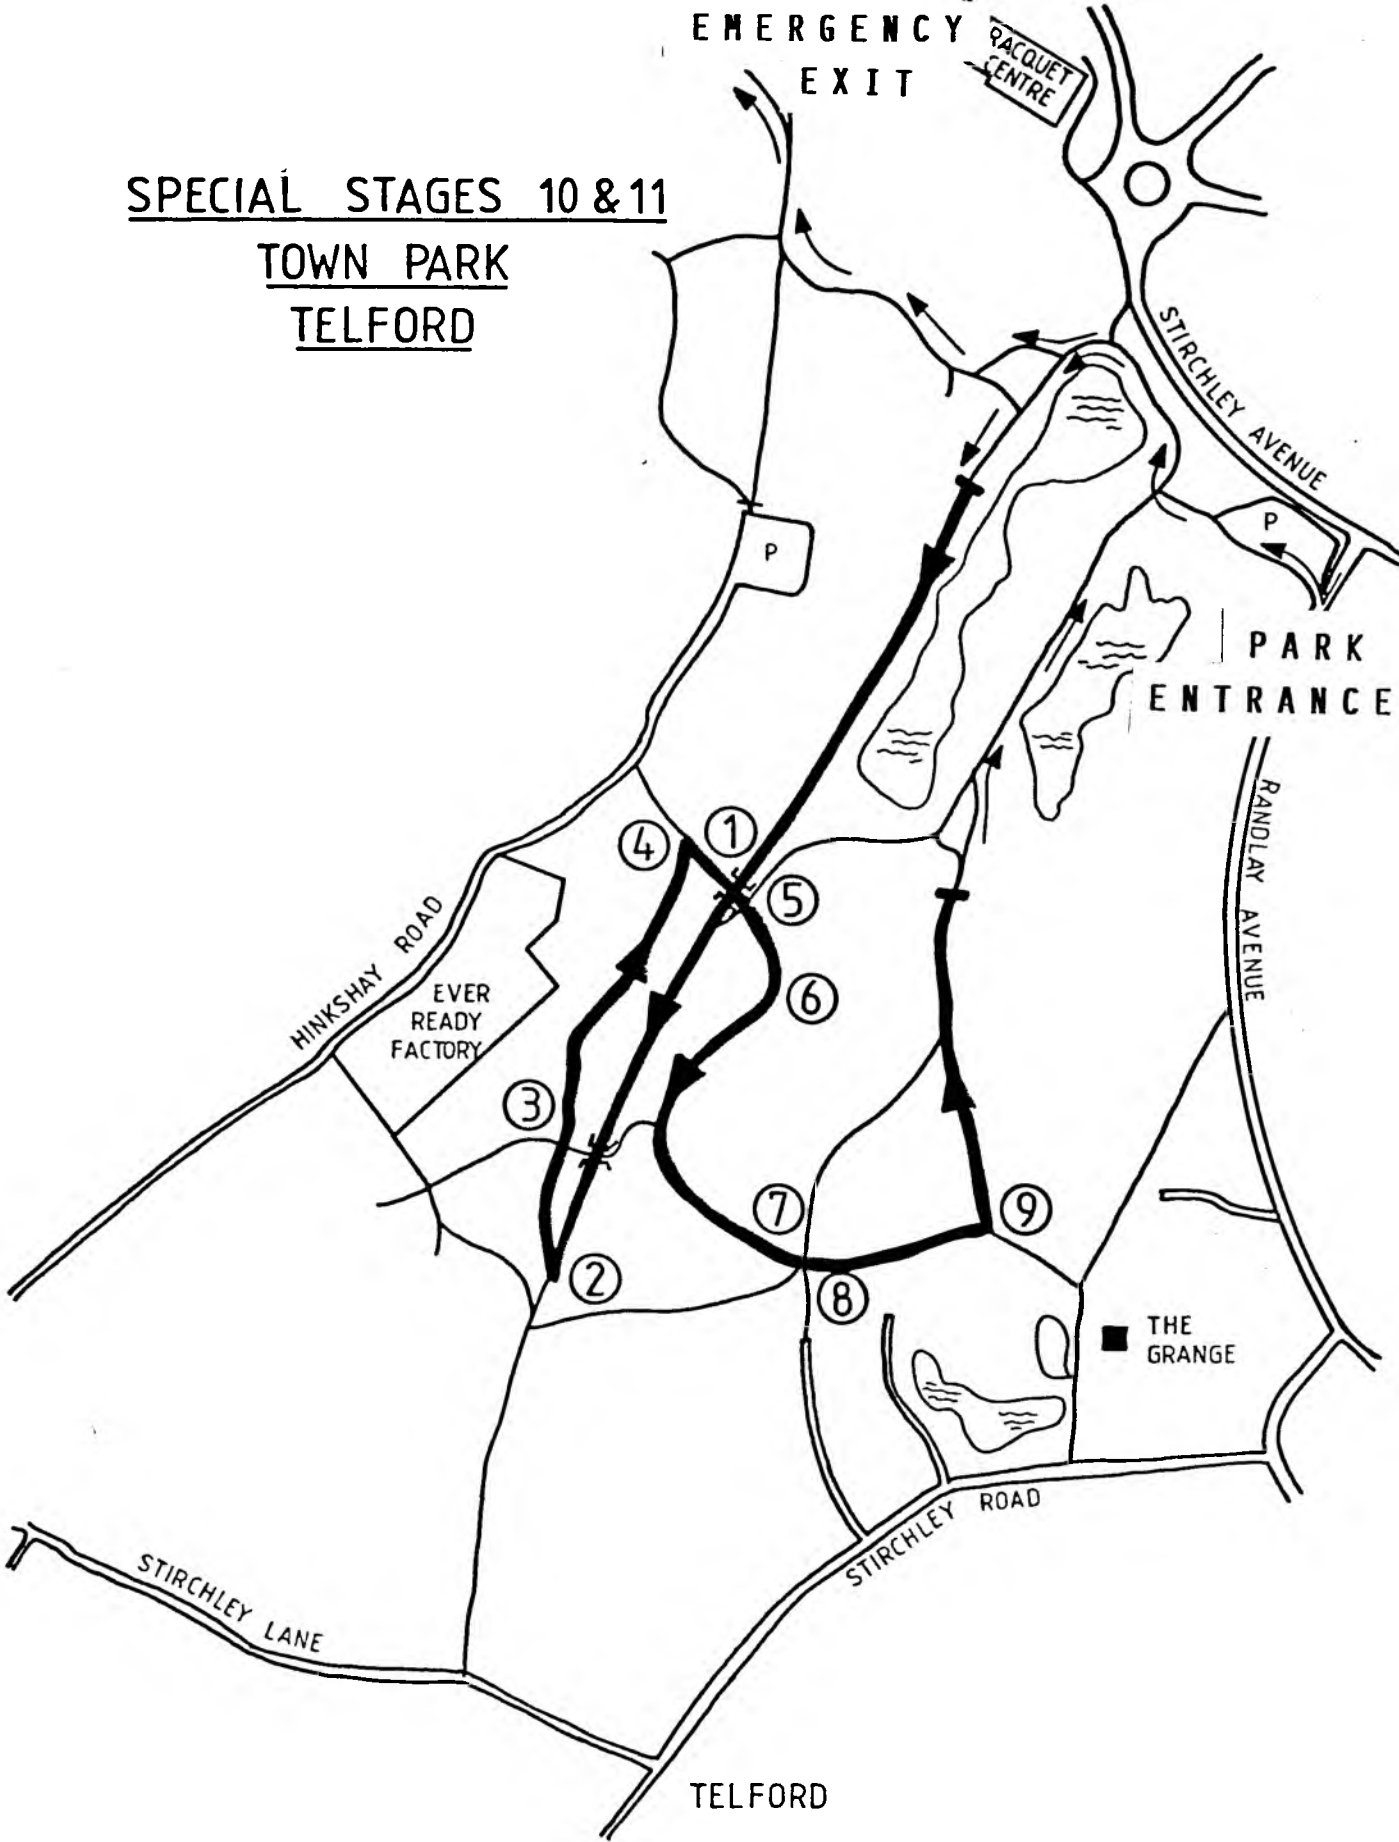 EMERGENCY
EXIT
RACQUET
CENTRE
SPECIAL STAGES 10 & 11
TOWN PARK
TELFORD
STIRCHLEY AVENUE
P
P
PARK
ENTRANCE
RANDLAY AVENUE
1
4
5
HINKSHAY ROAD
EVER
READY
FACTORY
6
3
7
9
2
8
THE
GRANGE
STIRCHLEY ROAD
STIRCHLEY LANE
TELFORD